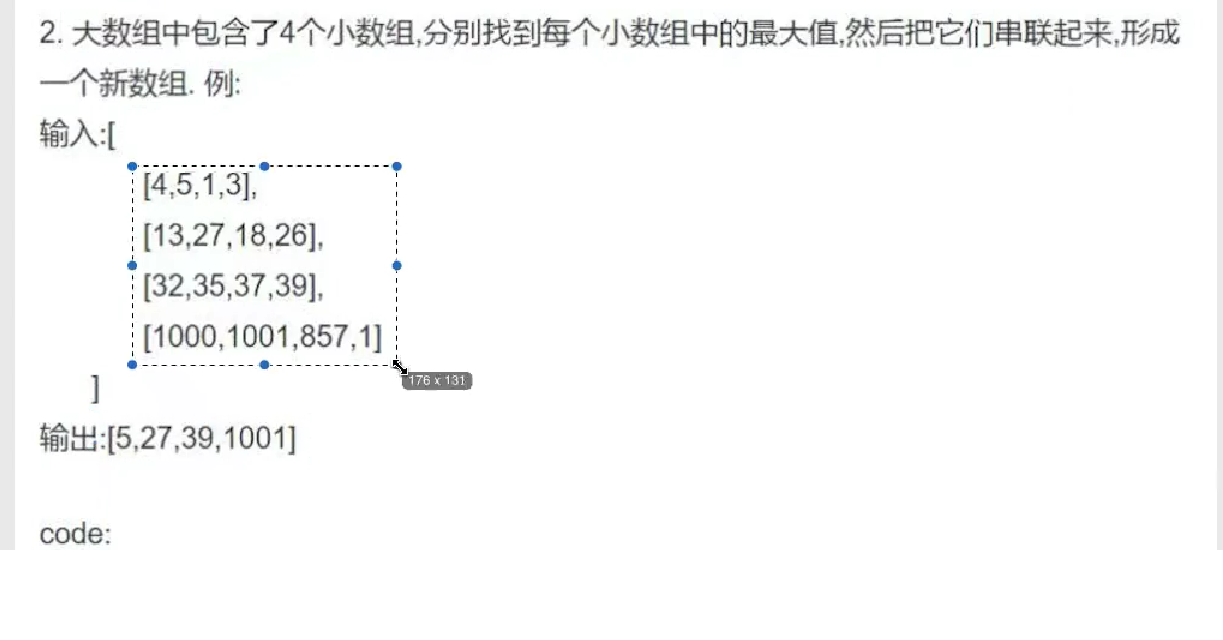 2. 大数组中包含了4个小数组,分别找到每个小数组中的最大值,然后把它们串联起来,形成
一个新数组. 例:
输入:[
[4,5,1,3],
[13,27,18,26],
[32,35,37,39],
[1000,1001,857,1]
176 x 131
]
输出:[5,27,39,1001]
code: